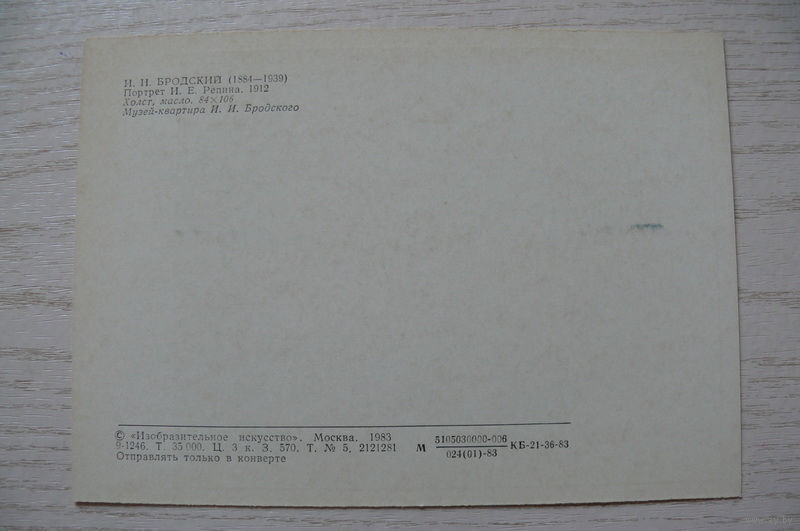 И. И. БРОДСКИЙ (1884—1939)
Портрет И. Е. Репина. 1912
Холст, масло. 84×106
Музей-квартира И. И. Бродского
© «Изобразительное искусство». Москва. 1983
9-1246. Т. 35 000. Ц. 3 к. З. 570. Т. № 5. 2121281
Отправлять только в конверте
М 5105030000-006
024(01)-83
КБ-21-36-83